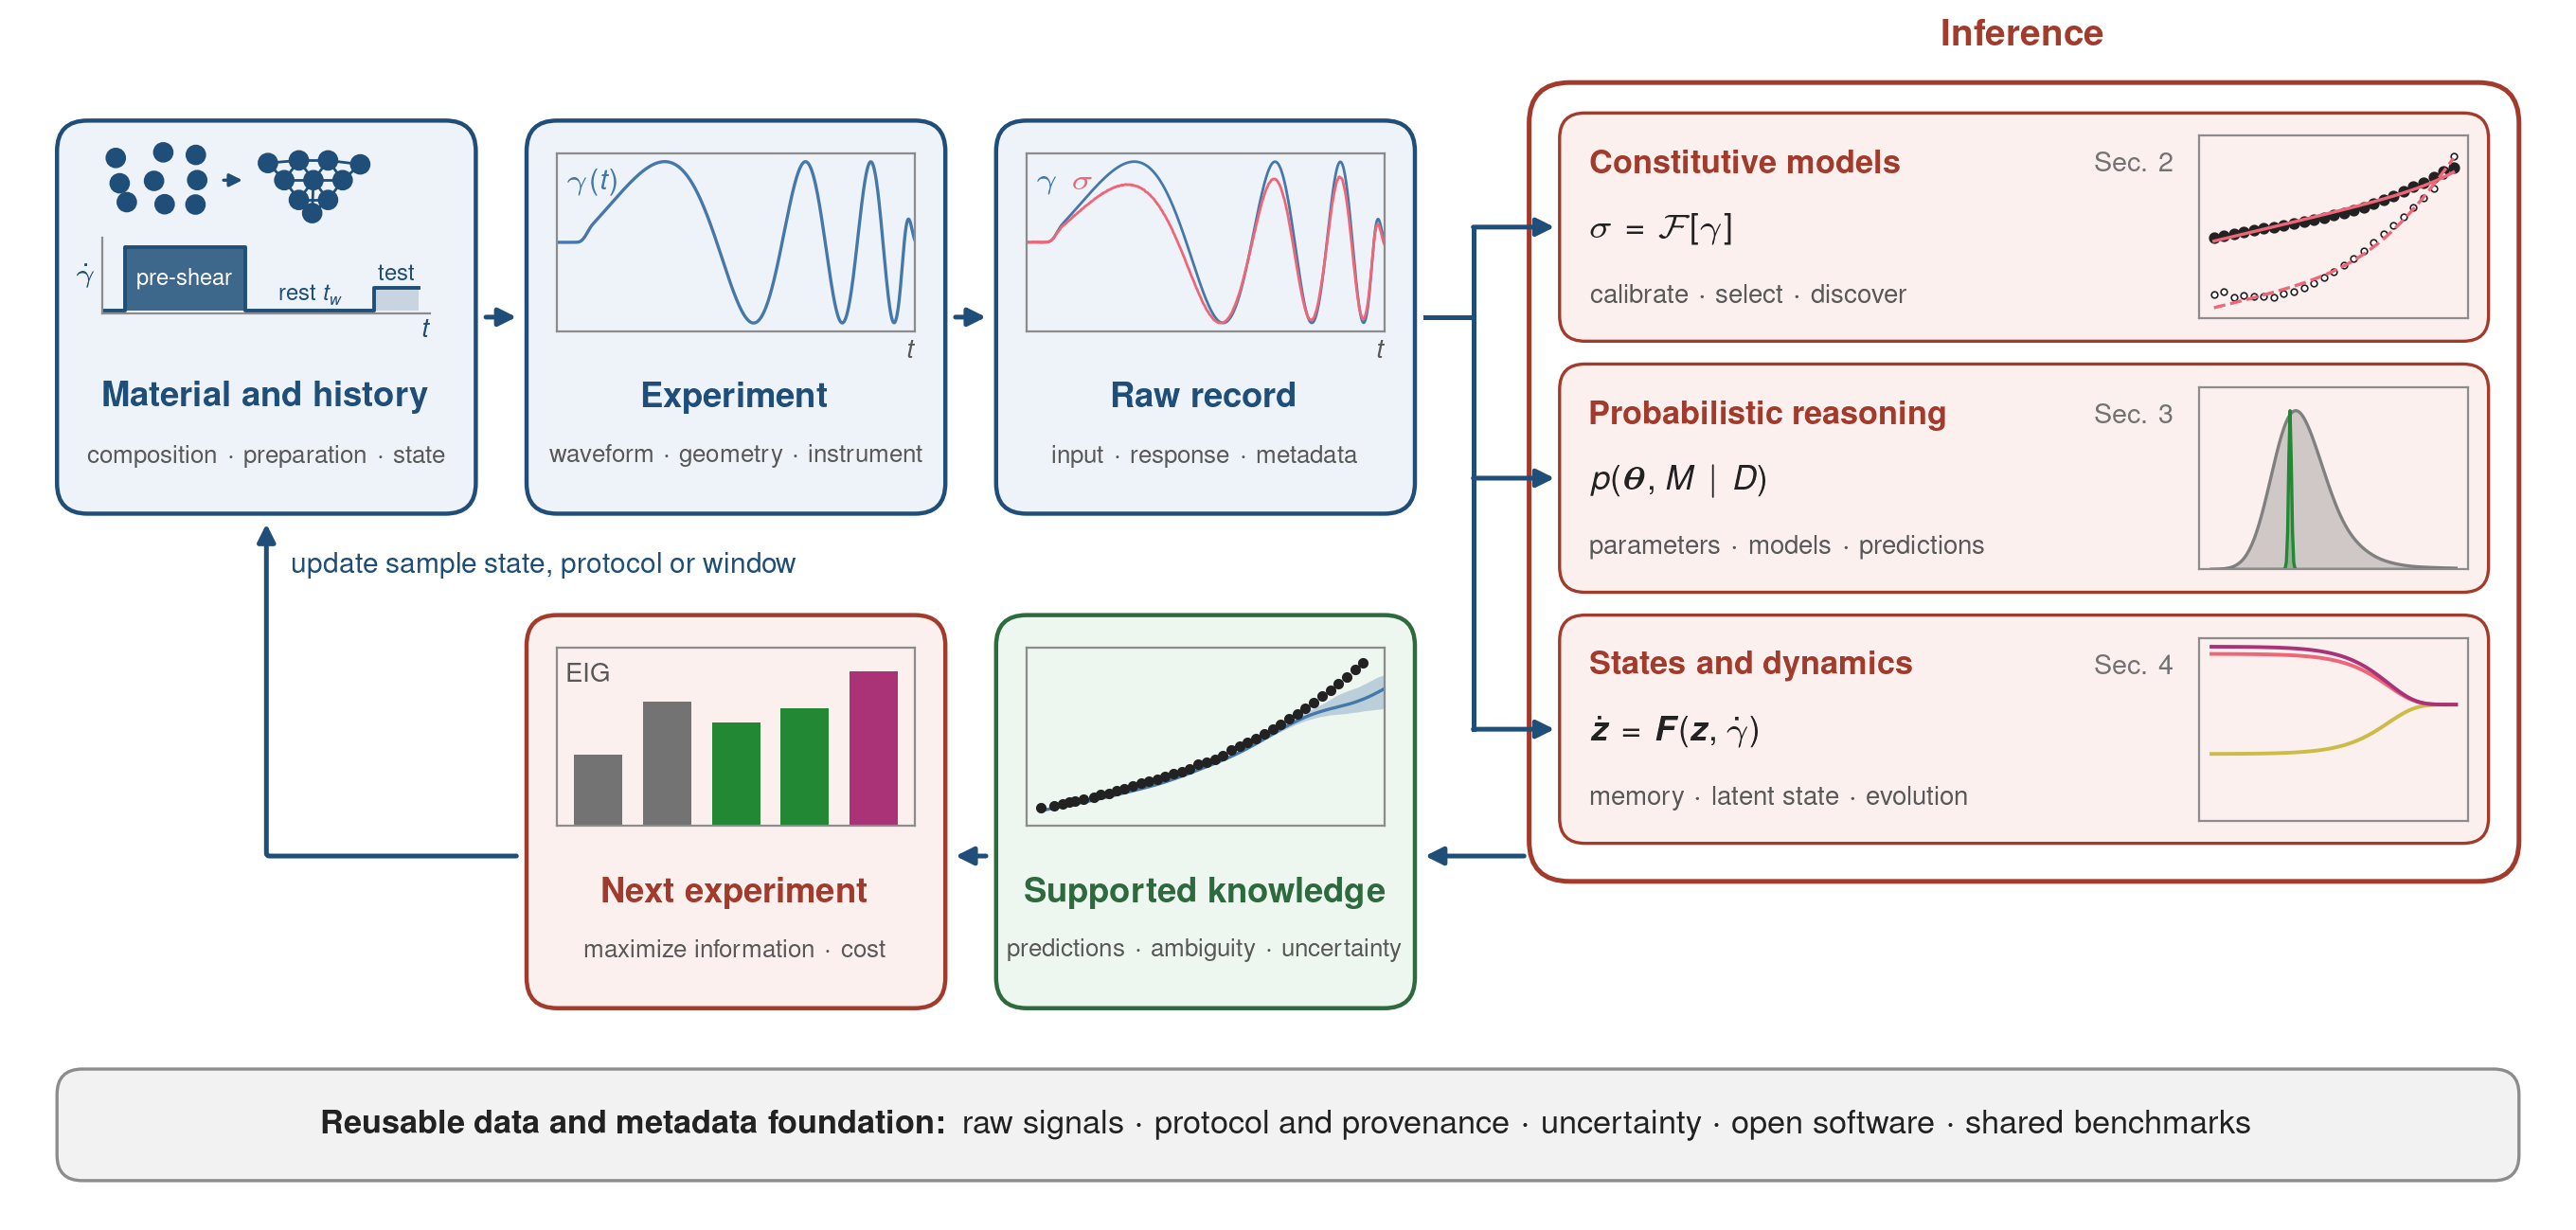 Inference
γ̇
pre-shear
rest t_w
test
t
Material and history
composition · preparation · state
γ(t)
t
Experiment
waveform · geometry · instrument
γ σ
t
Raw record
input · response · metadata
Constitutive models
Sec. 2
σ = ℱ[γ]
calibrate · select · discover
Probabilistic reasoning
Sec. 3
p(θ, M | D)
parameters · models · predictions
States and dynamics
Sec. 4
ż = F(z, γ̇)
memory · latent state · evolution
update sample state, protocol or window
EIG
Next experiment
maximize information · cost
Supported knowledge
predictions · ambiguity · uncertainty
Reusable data and metadata foundation: raw signals · protocol and provenance · uncertainty · open software · shared benchmarks